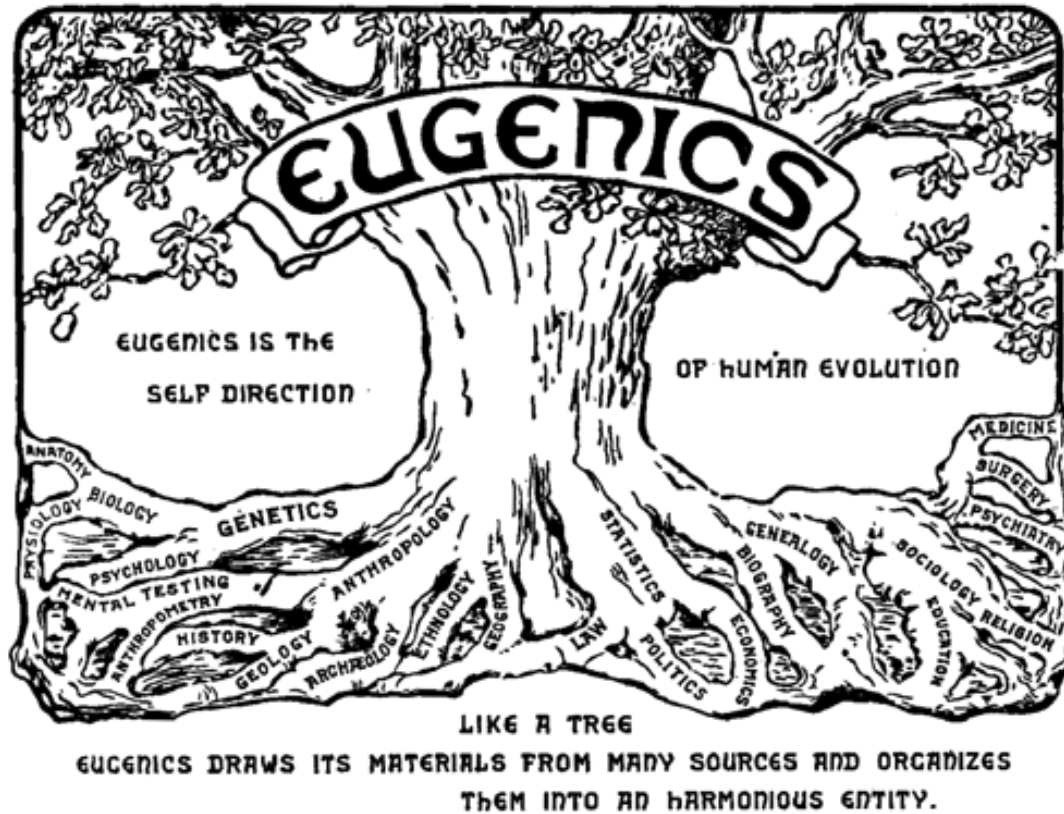 EUGENICS
EUGENICS IS THE
SELF DIRECTION
OF HUMAN EVOLUTION
ANATOMY
BIOLOGY
PHYSIOLOGY
GENETICS
PSYCHOLOGY
MENTAL TESTING
ANTHROPOMETRY
HISTORY
ANTHROPOLOGY
GEOLOGY
ARCHÆOLOGY
ETHNOLOGY
GEOGRAPHY
LAW
STATISTICS
POLITICS
ECONOMICS
BIOGRAPHY
GENEALOGY
EDUCATION
SOCIOLOGY
RELIGION
PSYCHIATRY
SURGERY
MEDICINE
LIKE A TREE
EUGENICS DRAWS ITS MATERIALS FROM MANY SOURCES AND ORGANIZES
THEM INTO AN HARMONIOUS ENTITY.